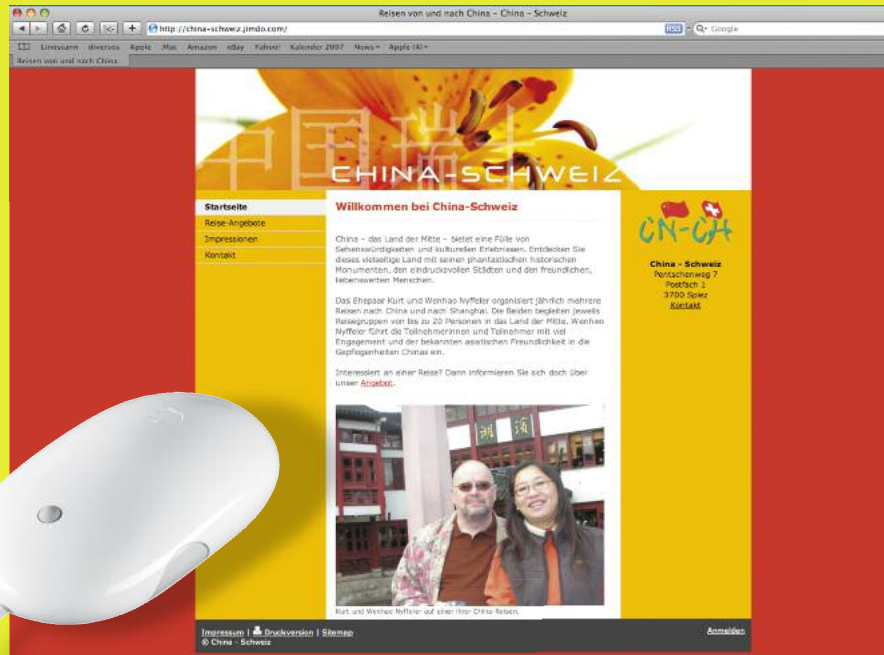 Reisen von und nach China – China – Schweiz
http://china-schweiz.jimdo.com/
RSS
Google
Limmscann diverses Apple .Mac Amazon eBay Yahoo! Kalender 2007 News Apple (4)
Reisen von und nach China...
中国瑞士
CHINA-SCHWEIZ
Startseite
Reise-Angebote
Impressionen
Kontakt
Willkommen bei China-Schweiz
China – das Land der Mitte – bietet eine Fülle von
Sehenswürdigkeiten und kulturellen Erlebnissen. Entdecken Sie
dieses vielseitige Land mit seinen phantastischen historischen
Monumenten, den eindrucksvollen Städten und den freundlichen,
liebenswerten Menschen.
Das Ehepaar Kurt und Wenhao Nyffeler organisiert jährlich mehrere
Reisen nach China und nach Shanghai. Die Beiden begleiten jeweils
Reisegruppen von bis zu 20 Personen in das Land der Mitte. Wenhao
Nyffeler führt die Teilnehmerinnen und Teilnehmer mit viel
Engagement und der bekannten asiatischen Freundlichkeit in die
Gepflogenheiten Chinas ein.
Interessiert an einer Reise? Dann informieren Sie sich doch über
unser Angebot.
湖 滨
Kurt und Wenhao Nyffeler auf einer ihrer China-Reisen.
CN-CH
China - Schweiz
Pentschenweg 7
Postfach 1
3700 Spiez
Kontakt
Impressum | Druckversion | Sitemap
© China - Schweiz
Anmelden